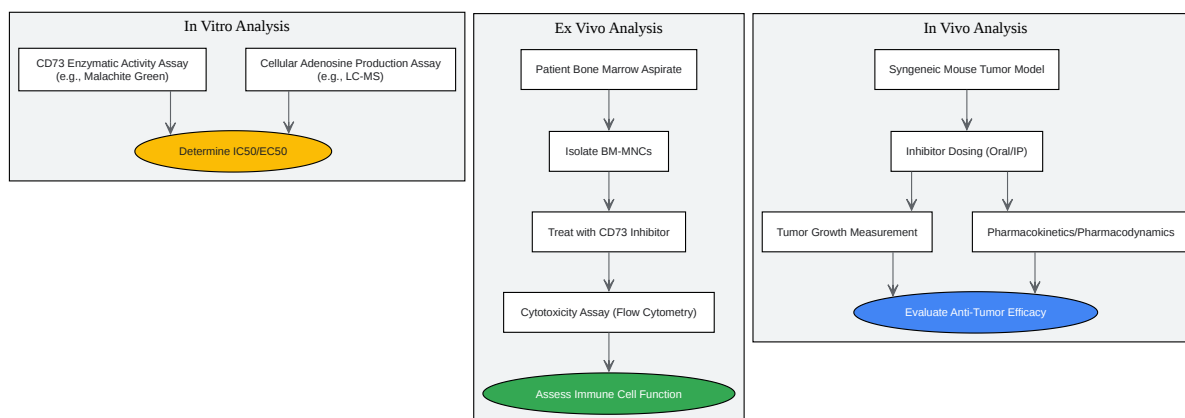 In Vitro Analysis
CD73 Enzymatic Activity Assay
(e.g., Malachite Green)
Cellular Adenosine Production Assay
(e.g., LC-MS)
Determine IC50/EC50
Ex Vivo Analysis
Patient Bone Marrow Aspirate
Isolate BM-MNCs
Treat with CD73 Inhibitor
Cytotoxicity Assay (Flow Cytometry)
Assess Immune Cell Function
In Vivo Analysis
Syngeneic Mouse Tumor Model
Inhibitor Dosing (Oral/IP)
Tumor Growth Measurement
Pharmacokinetics/Pharmacodynamics
Evaluate Anti-Tumor Efficacy